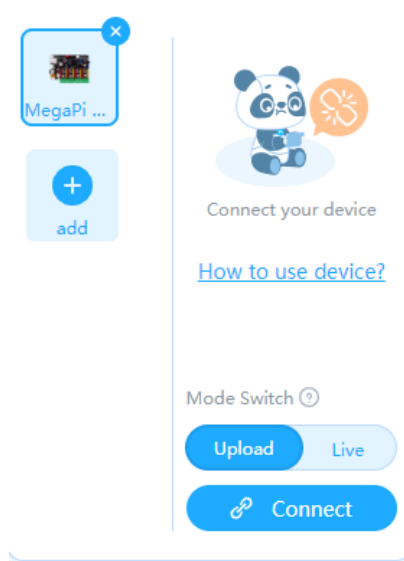 MegaPi ...
add
Connect your device
How to use device?
Mode Switch ?
Upload
Live
Connect